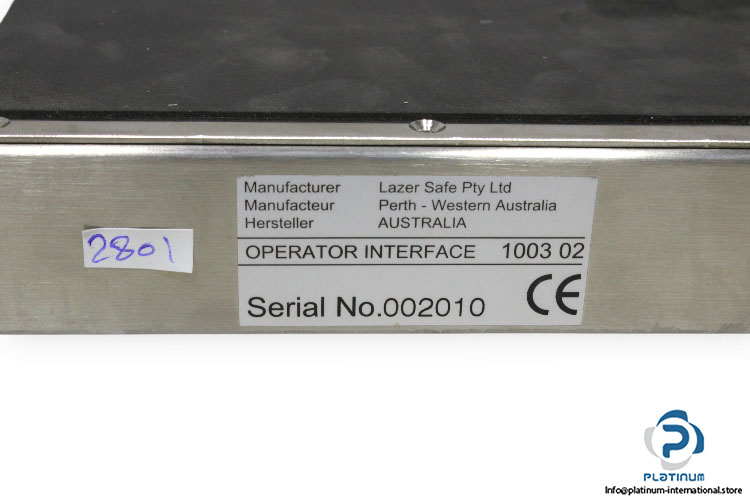 Manufacturer Lazer Safe Pty Ltd
Manufacteur Perth - Western Australia
Hersteller AUSTRALIA
2801
OPERATOR INTERFACE 1003 02
Serial No.002010 CE
PLATINUM
Info@platinum-international.store